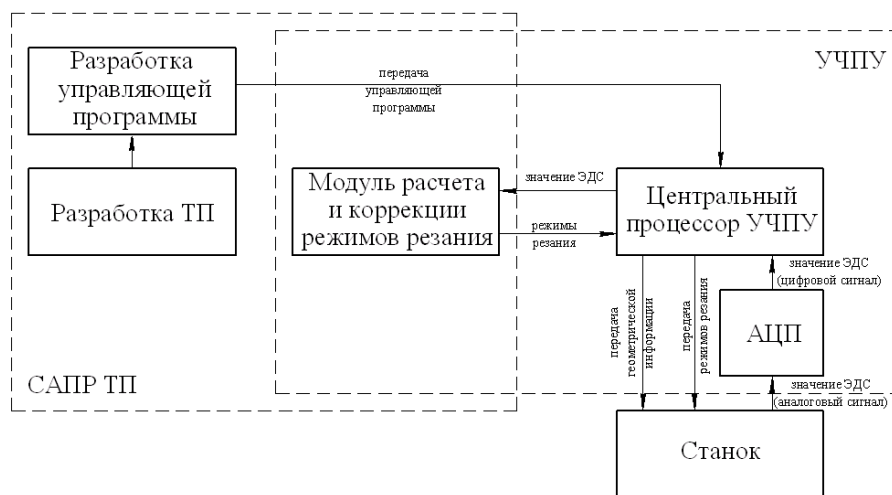 Разработка
управляющей
программы
передача
управляющей
программы
УЧПУ
Разработка ТП
Модуль расчета
и коррекции
режимов резания
значение ЭДС
режимы
резания
Центральный
процессор УЧПУ
значение ЭДС
(цифровой сигнал)
передача
геометрической
информации
передача
режимов резания
АЦП
САПР ТП
значение ЭДС
(аналоговый сигнал)
Станок